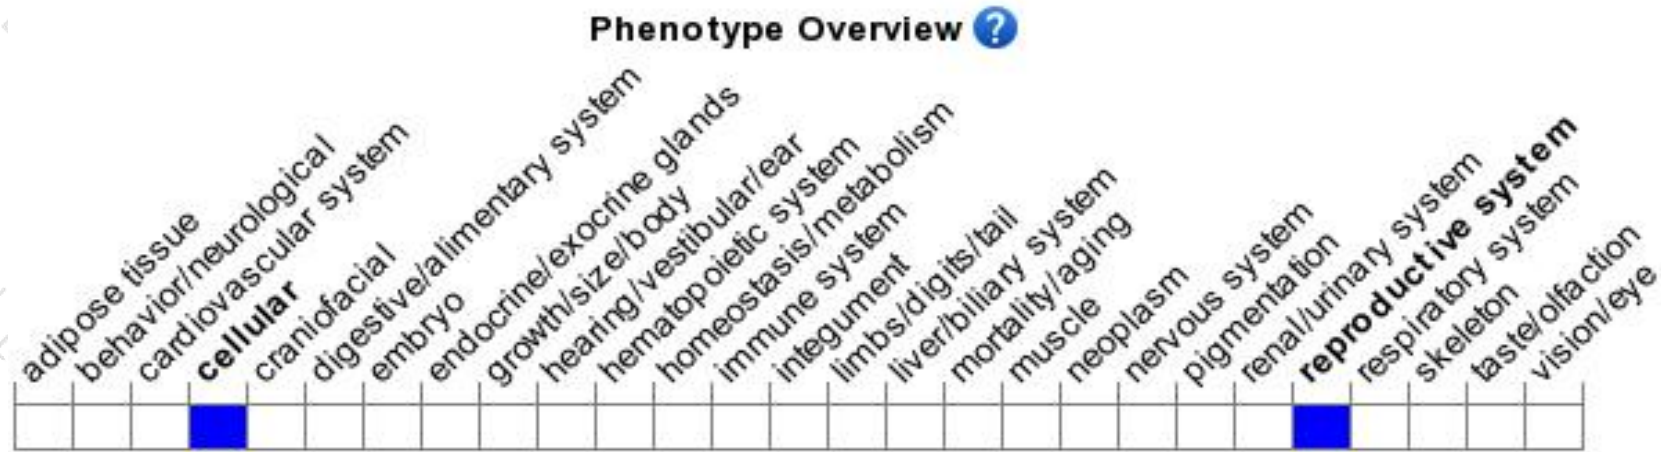 Phenotype Overview ?
adipose tissue
behavior/neurological
cardiovascular system
cellular
craniofacial
digestive/alimentary system
embryo
endocrine/exocrine glands
growth/size/body
hearing/vestibular/ear
hematopoietic system
homeostasis/metabolism
immune system
integument
limbs/digits/tail
liver/biliary system
mortality/aging
muscle
neoplasm
nervous system
pigmentation
renal/urinary system
reproductive system
respiratory system
skeleton
taste/olfaction
vision/eye